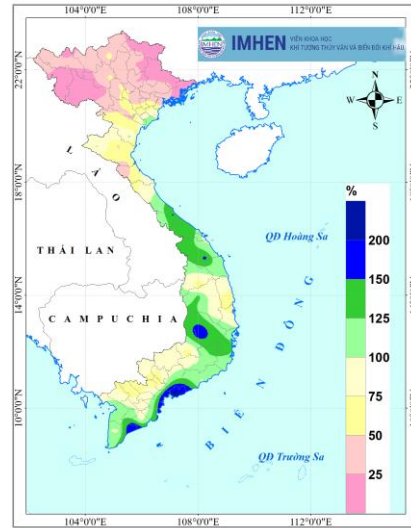 104°0'0"E 108°0'0"E 112°0'0"E
IMHEN
VIỆN KHOA HỌC
KHÍ TƯỢNG THỦY VĂN VÀ BIẾN ĐỔI KHÍ HẬU
22°0'0"N
N
W E
S
LÀO
18°0'0"N
%
QĐ Hoàng Sa
THÁI LAN
200
150
14°0'0"N
CAMPUCHIA
100
BIỂN ĐÔNG
75
10°0'0"N
50
QĐ Trường Sa
25
104°0'0"E 108°0'0"E 112°0'0"E